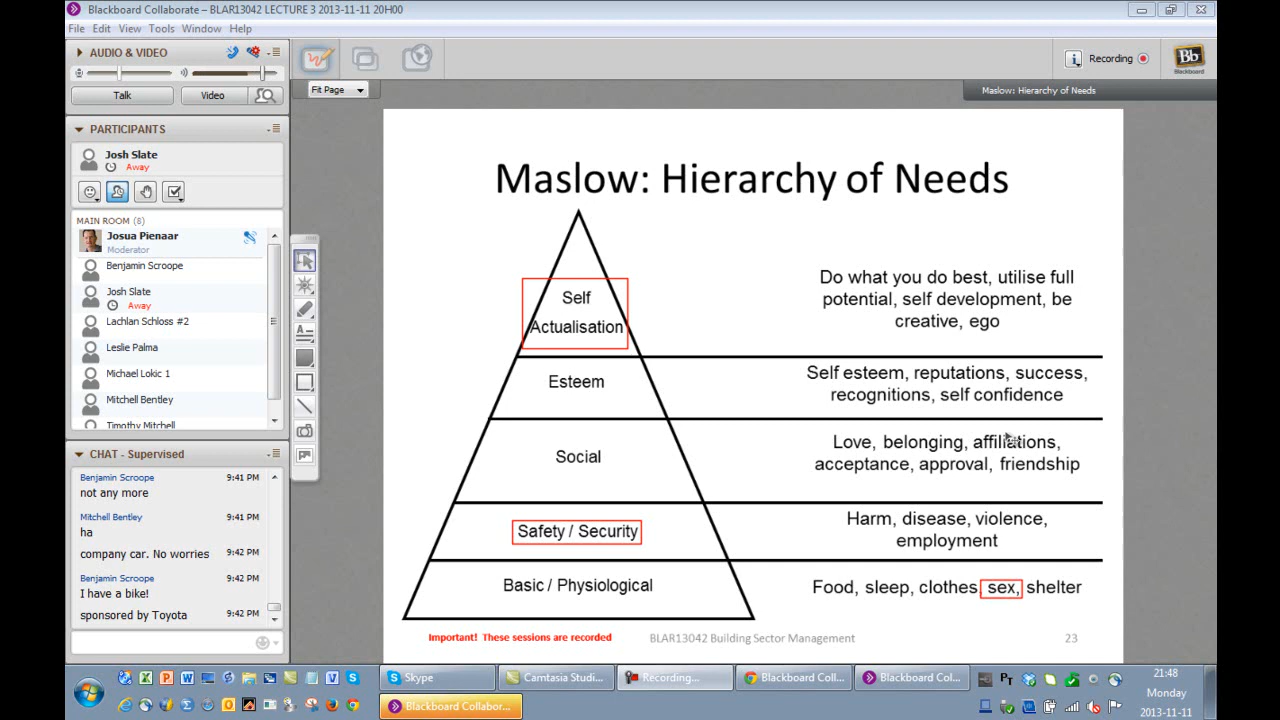 Blackboard Collaborate – BLAR13042 LECTURE 3 2013-11-11 20H00
File Edit View Tools Window Help
AUDIO & VIDEO
Talk Video
PARTICIPANTS
Josh Slate
Away
MAIN ROOM (8)
Josua Pienaar
Moderator
Benjamin Scroope
Josh Slate
Away
Lachlan Schloss #2
Leslie Palma
Michael Lokic 1
Mitchell Bentley
Timothy Mitchell
CHAT - Supervised
Benjamin Scroope 9:41 PM
not any more
Mitchell Bentley 9:41 PM
ha
company car. No worries 9:42 PM
Benjamin Scroope 9:42 PM
I have a bike! 9:42 PM
sponsored by Toyota 9:42 PM
Recording
Bb
Blackboard
Fit Page
Maslow: Hierarchy of Needs
Maslow: Hierarchy of Needs
Self
Actualisation
Do what you do best, utilise full
potential, self development, be
creative, ego
Esteem
Self esteem, reputations, success,
recognitions, self confidence
Social
Love, belonging, affiliations,
acceptance, approval, friendship
Safety / Security
Harm, disease, violence,
employment
Basic / Physiological
Food, sleep, clothes, sex, shelter
Important! These sessions are recorded
BLAR13042 Building Sector Management
23
Skype
Camtasia Studi...
Recording...
Blackboard Coll...
Blackboard Col...
Blackboard Collabor...
21:48
Monday
2013-11-11